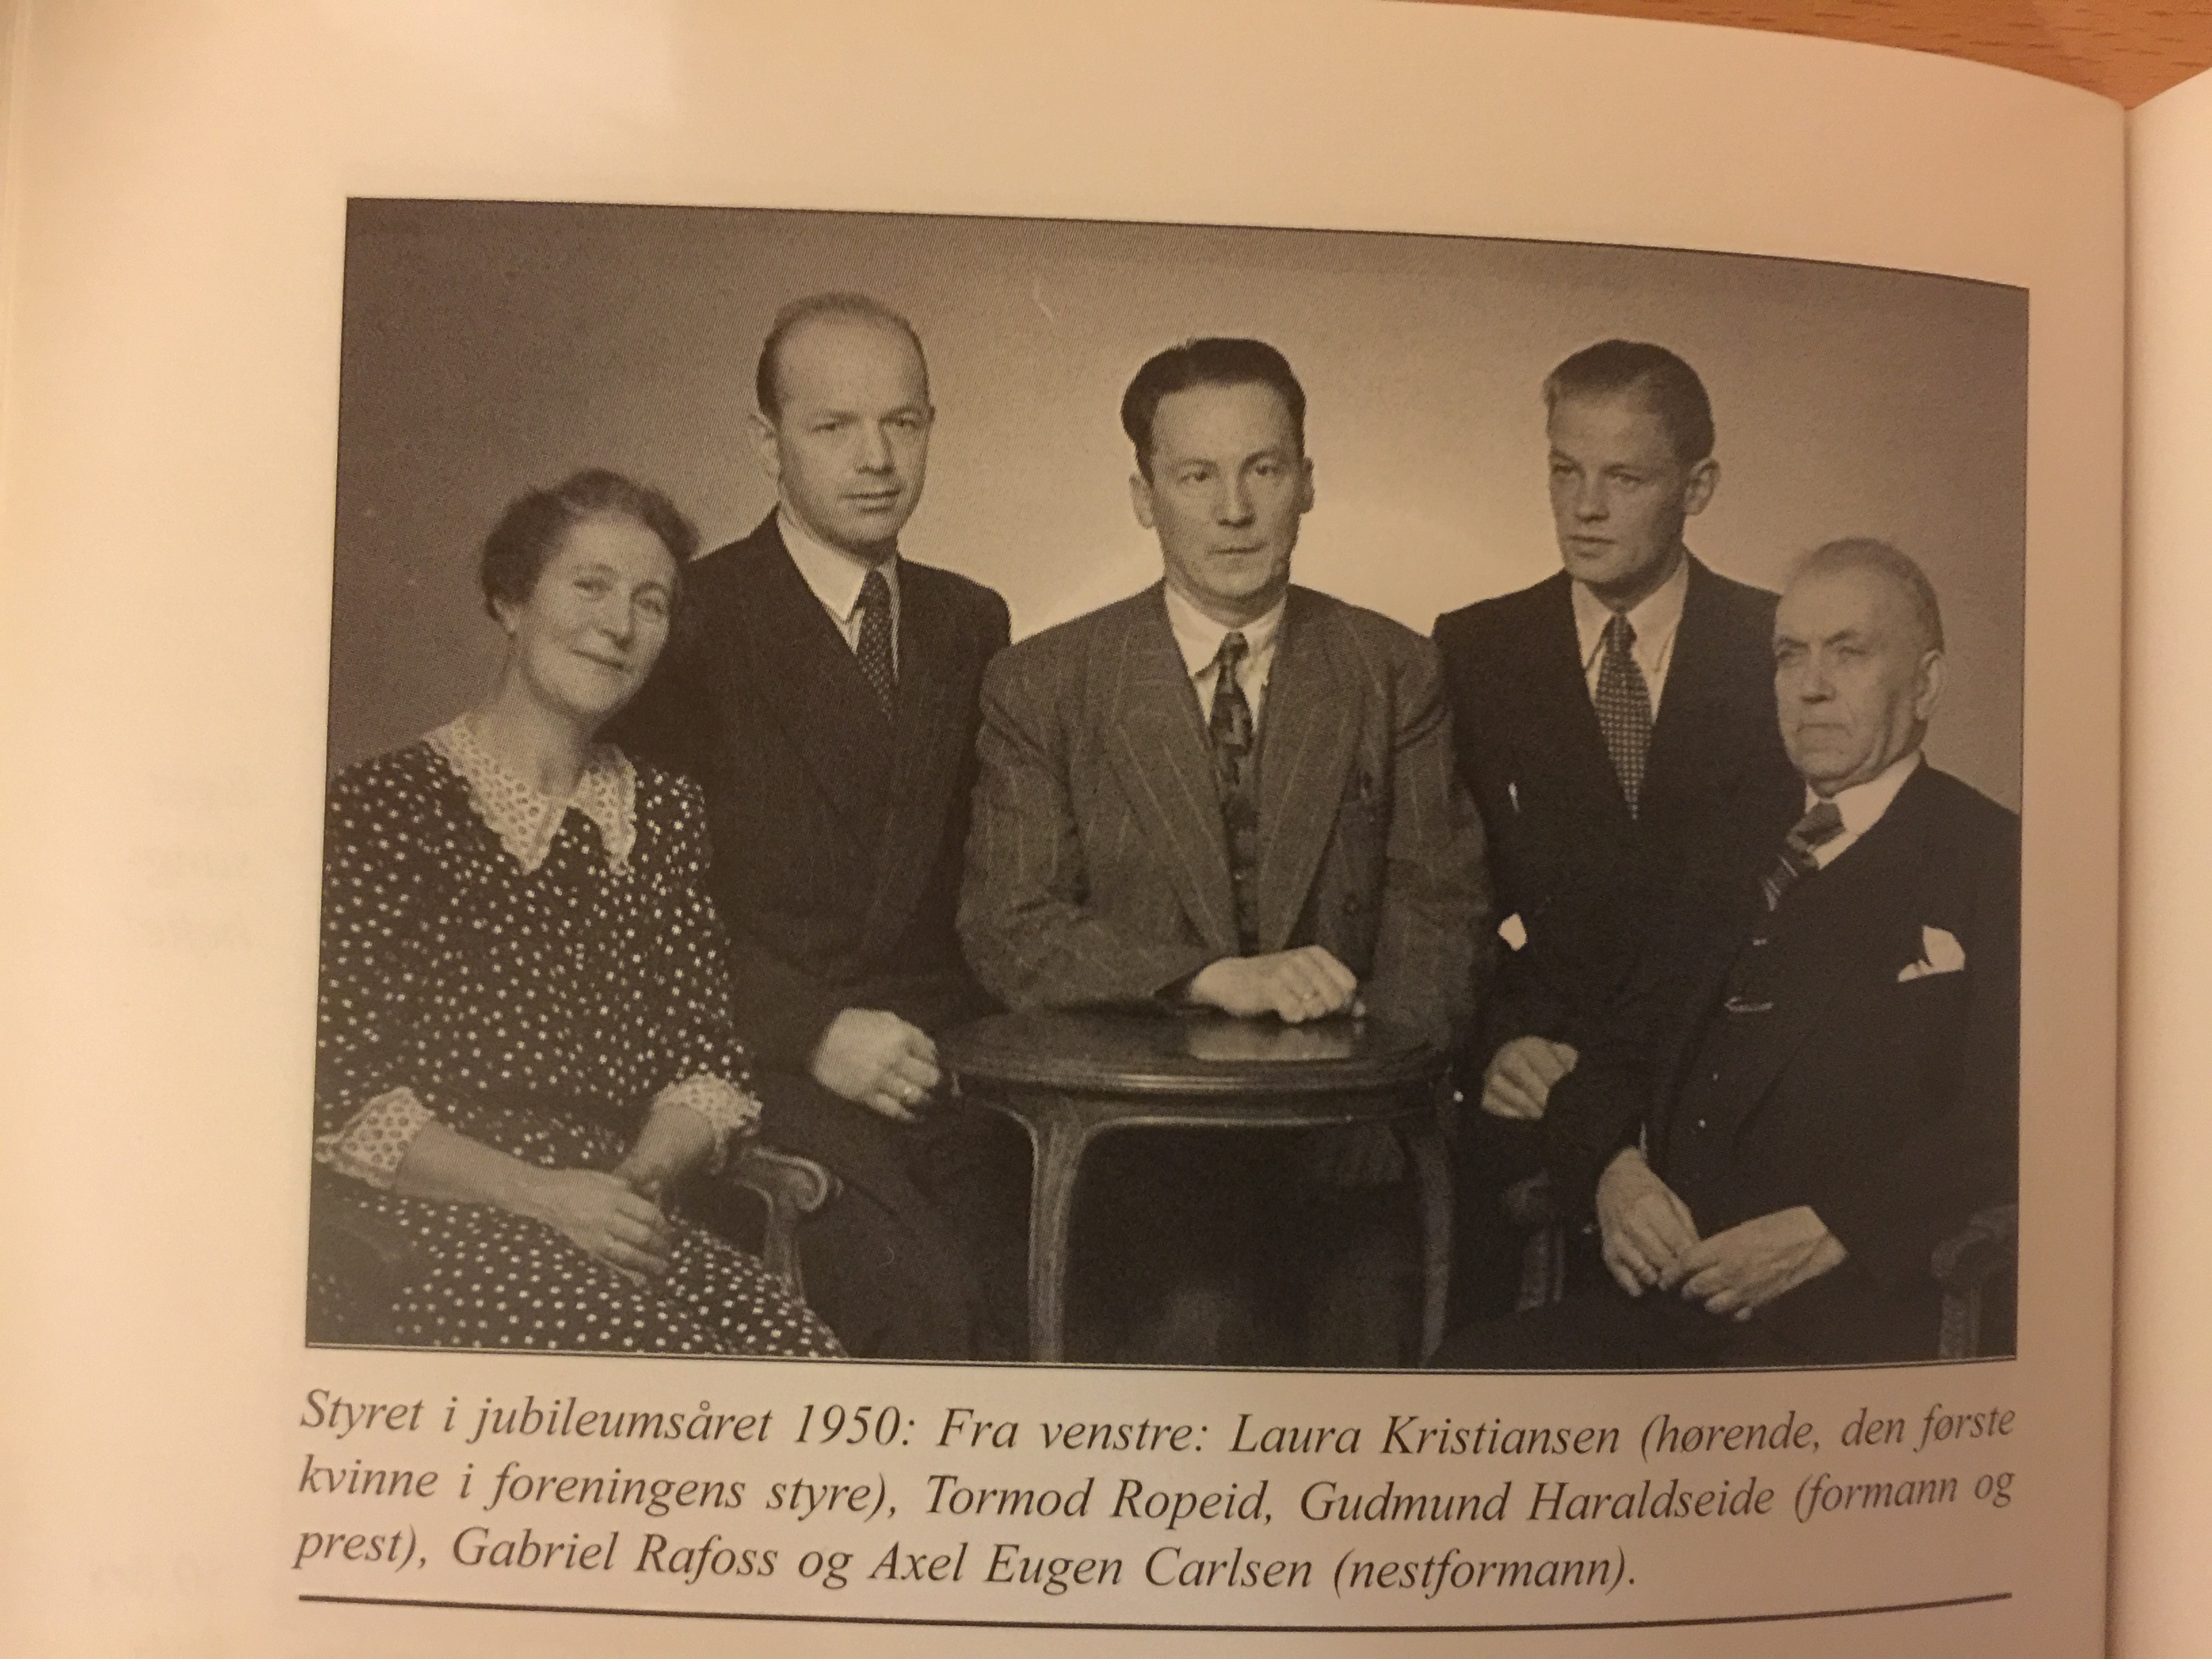 Styret i jubileumsåret 1950: Fra venstre: Laura Kristiansen (hørende, den første
kvinne i foreningens styre), Tormod Ropeid, Gudmund Haraldseide (formann og
prest), Gabriel Rafoss og Axel Eugen Carlsen (nestformann).